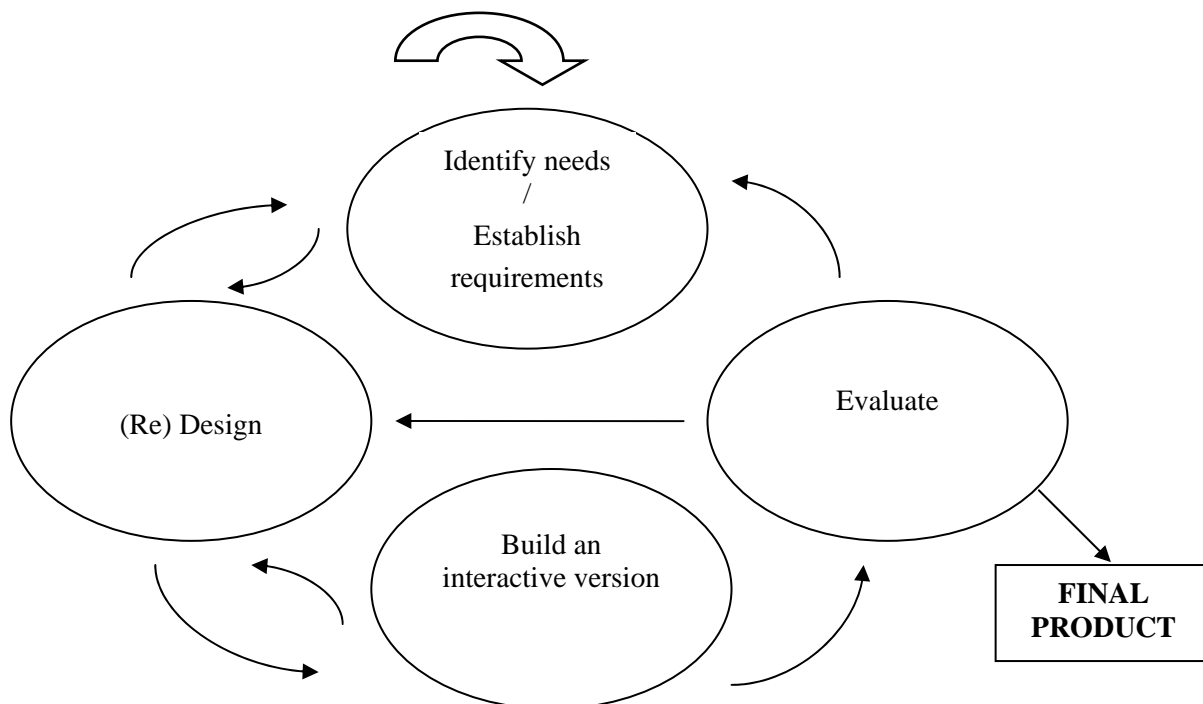 Identify needs
/
Establish
requirements
(Re) Design
Evaluate
Build an
interactive version
FINAL
PRODUCT